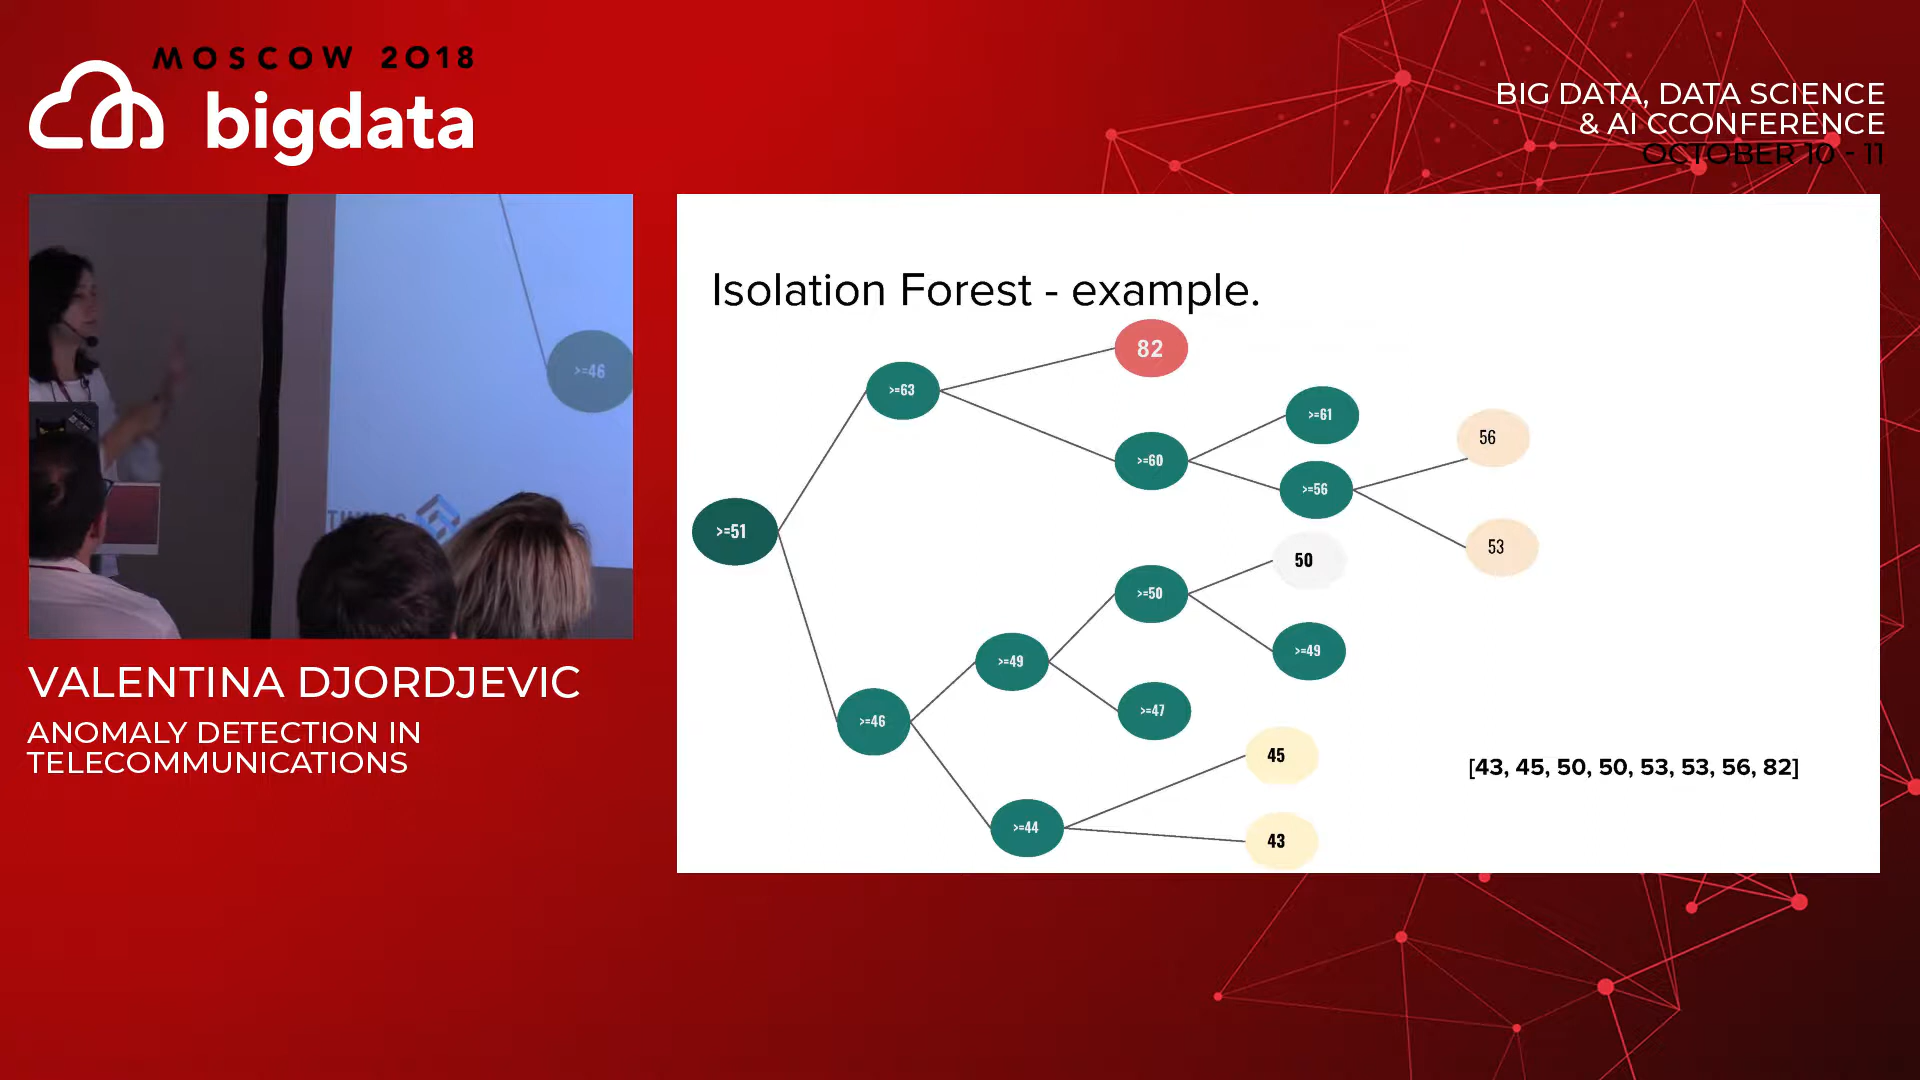 MOSCOW 2018
bigdata
BIG DATA, DATA SCIENCE
& AI CCONFERENCE
OCTOBER 10 - 11
>=46
VALENTINA DJORDJEVIC
ANOMALY DETECTION IN
TELECOMMUNICATIONS
Isolation Forest - example.
82
>=63
>=61
56
>=60
>=56
>=51
53
50
>=50
>=49
>=49
>=47
>=46
45
[43, 45, 50, 50, 53, 53, 56, 82]
>=44
43